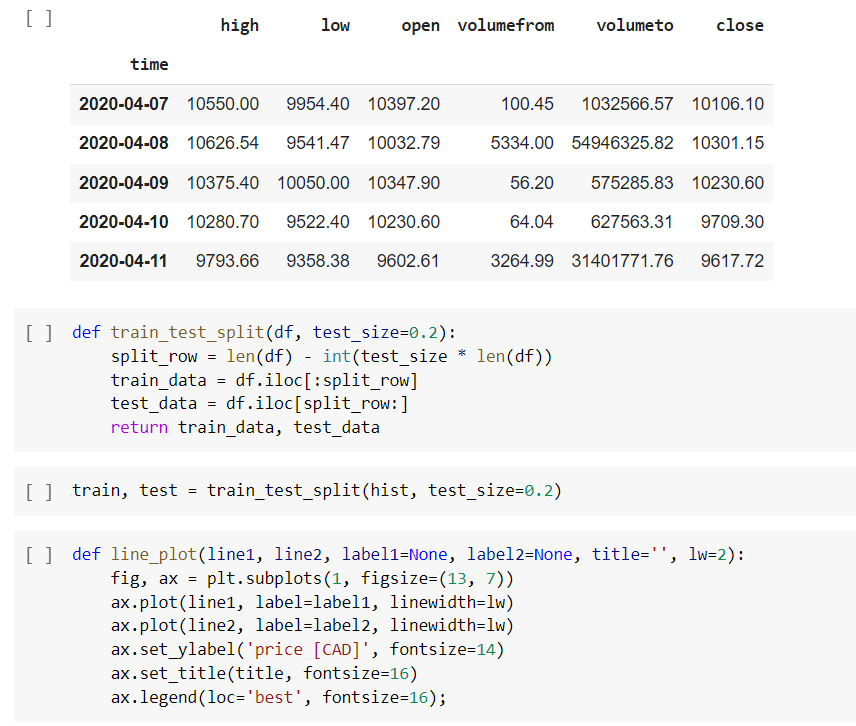 [ ]
high low open volumefrom volumeto close
time
2020-04-07 10550.00 9954.40 10397.20 100.45 1032566.57 10106.10
2020-04-08 10626.54 9541.47 10032.79 5334.00 54946325.82 10301.15
2020-04-09 10375.40 10050.00 10347.90 56.20 575285.83 10230.60
2020-04-10 10280.70 9522.40 10230.60 64.04 627563.31 9709.30
2020-04-11 9793.66 9358.38 9602.61 3264.99 31401771.76 9617.72
[ ] def train_test_split(df, test_size=0.2):
    split_row = len(df) - int(test_size * len(df))
    train_data = df.iloc[:split_row]
    test_data = df.iloc[split_row:]
    return train_data, test_data
[ ] train, test = train_test_split(hist, test_size=0.2)
[ ] def line_plot(line1, line2, label1=None, label2=None, title='', lw=2):
    fig, ax = plt.subplots(1, figsize=(13, 7))
    ax.plot(line1, label=label1, linewidth=lw)
    ax.plot(line2, label=label2, linewidth=lw)
    ax.set_ylabel('price [CAD]', fontsize=14)
    ax.set_title(title, fontsize=16)
    ax.legend(loc='best', fontsize=16);